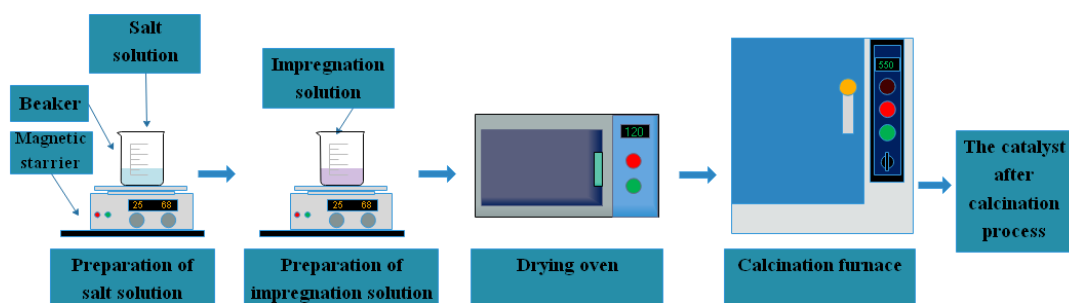 Salt
solution
Impregnation
solution
Beaker
Magnetic
starrier
25 68
25 68
120
550
The catalyst
after
calcination
process
Preparation of
salt solution
Preparation of
impregnation solution
Drying oven
Calcination furnace